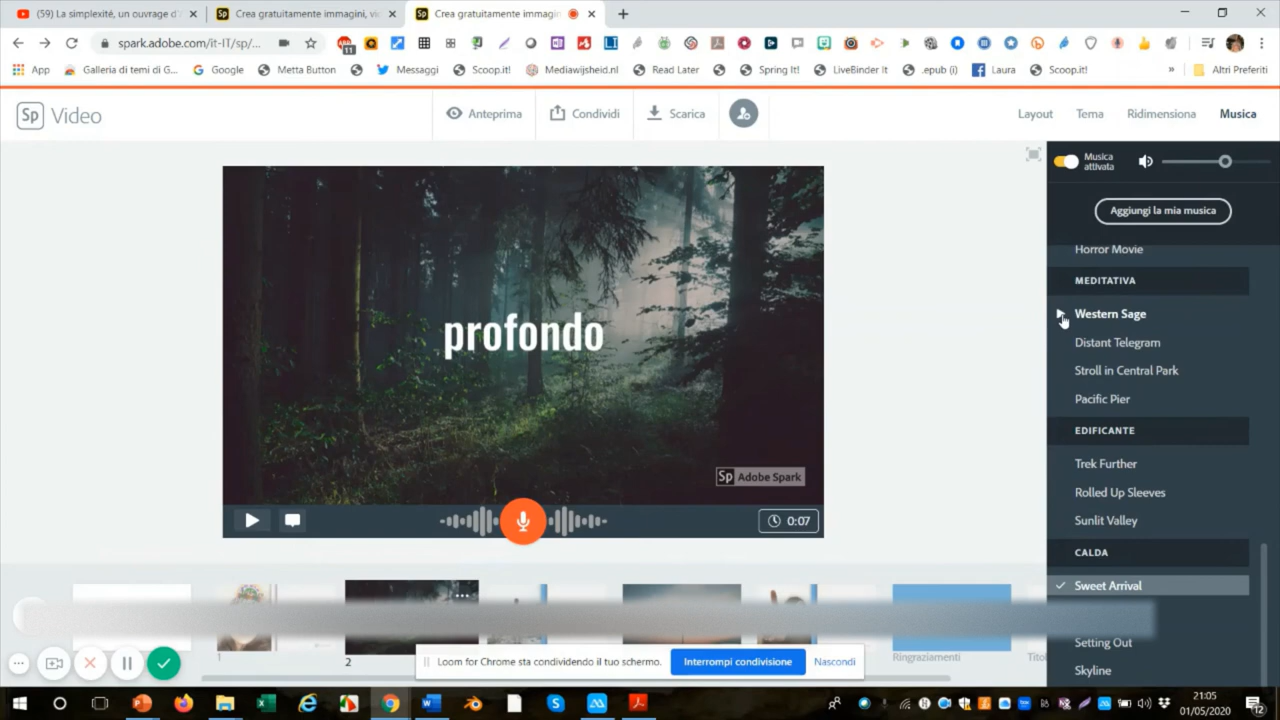 (59) La simplexité, un ouvrage d'
Crea gratuitamente immagini, vic
Crea gratuitamente immagin
spark.adobe.com/it-IT/sp/...
11
App
Galleria di temi di G...
Google
Metta Button
Messaggi
Scoop.it!
Mediawijsheid.nl
Read Later
Spring It!
LiveBinder It
.epub (i)
Laura
Scoop.it!
»
Altri Preferiti
Sp Video
Anteprima
Condividi
Scarica
Layout
Tema
Ridimensiona
Musica
Musica
attivata
Aggiungi la mia musica
Horror Movie
MEDITATIVA
Western Sage
Distant Telegram
Stroll in Central Park
Pacific Pier
EDIFICANTE
Trek Further
Rolled Up Sleeves
Sunlit Valley
CALDA
Sweet Arrival
Setting Out
Skyline
profondo
Sp Adobe Spark
0:07
1
2
Ringraziamenti
Titol
Loom for Chrome sta condividendo il tuo schermo.
Interrompi condivisione
Nascondi
21:05
01/05/2020
12